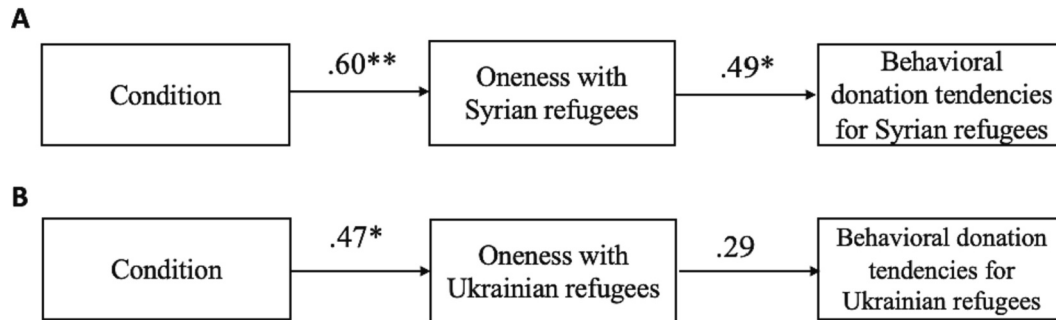 A
Condition
.60**
Oneness with
Syrian refugees
.49*
Behavioral
donation tendencies
for Syrian refugees
B
Condition
.47*
Oneness with
Ukrainian refugees
.29
Behavioral donation
tendencies for
Ukrainian refugees